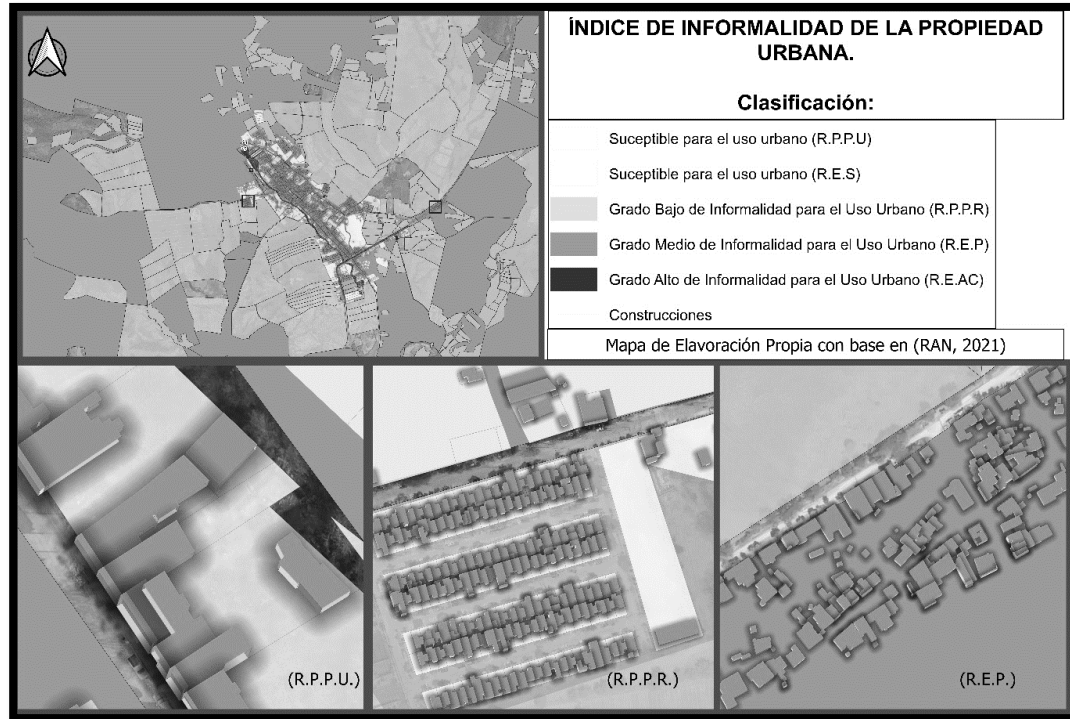 ÍNDICE DE INFORMALIDAD DE LA PROPIEDAD
URBANA.
Clasificación:
Suceptible para el uso urbano (R.P.P.U)
Suceptible para el uso urbano (R.E.S)
Grado Bajo de Informalidad para el Uso Urbano (R.P.P.R)
Grado Medio de Informalidad para el Uso Urbano (R.E.P)
Grado Alto de Informalidad para el Uso Urbano (R.E.AC)
Construcciones
Mapa de Elavoración Propia con base en (RAN, 2021)
(R.P.P.U.)
(R.P.P.R.)
(R.E.P.)